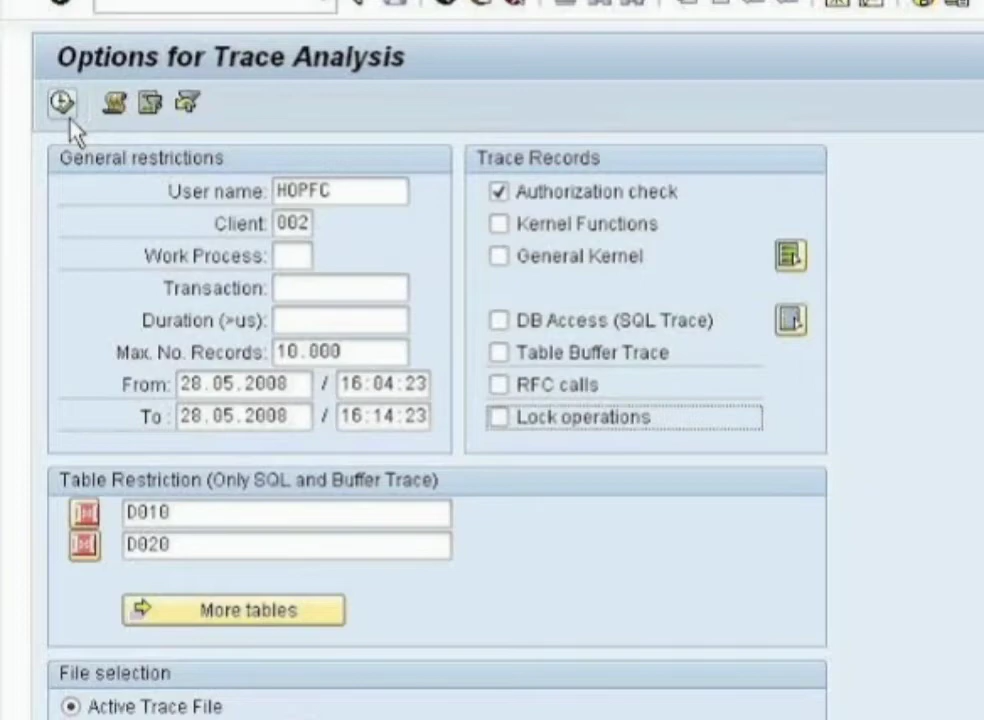 Options for Trace Analysis
General restrictions
User name: HOPFC
Client: 002
Work Process:
Transaction:
Duration (>us):
Max. No. Records: 10.000
From: 28.05.2008 / 16:04:23
To : 28.05.2008 / 16:14:23
Trace Records
Authorization check
Kernel Functions
General Kernel
DB Access (SQL Trace)
Table Buffer Trace
RFC calls
Lock operations
Table Restriction (Only SQL and Buffer Trace)
D010
D020
More tables
File selection
Active Trace File